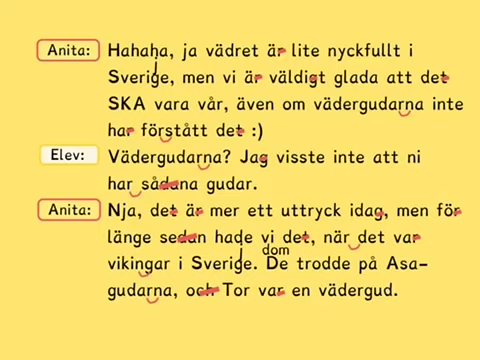 Anita: Hahaha, ja vädret är lite nyckfullt i
Sverige, men vi är väldigt glada att det
SKA vara vår, även om vädergudarna inte
har förstått det :)
Elev: Vädergudarna? Jag visste inte att ni
har sådana gudar.
Anita: Nja, det är mer ett uttryck idag, men för
länge sedan hade vi det, när det var
j dom
vikingar i Sverige. De trodde på Asa-
gudarna, och Tor var en vädergud.